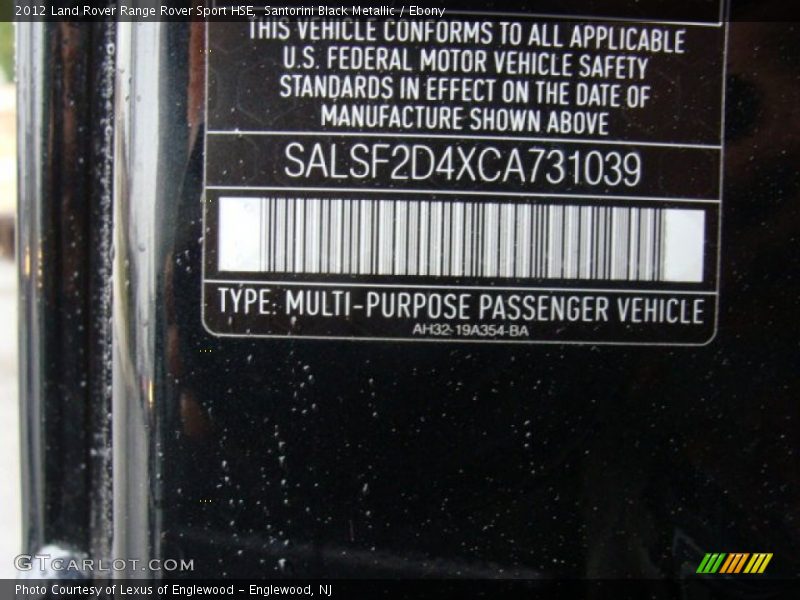 2012 Land Rover Range Rover Sport HSE, Santorini Black Metallic / Ebony
THIS VEHICLE CONFORMS TO ALL APPLICABLE
U.S. FEDERAL MOTOR VEHICLE SAFETY
STANDARDS IN EFFECT ON THE DATE OF
MANUFACTURE SHOWN ABOVE
SALSF2D4XCA731039
TYPE: MULTI-PURPOSE PASSENGER VEHICLE
AH32-19A354-BA
GTCARLOT.COM
Photo Courtesy of Lexus of Englewood - Englewood, NJ